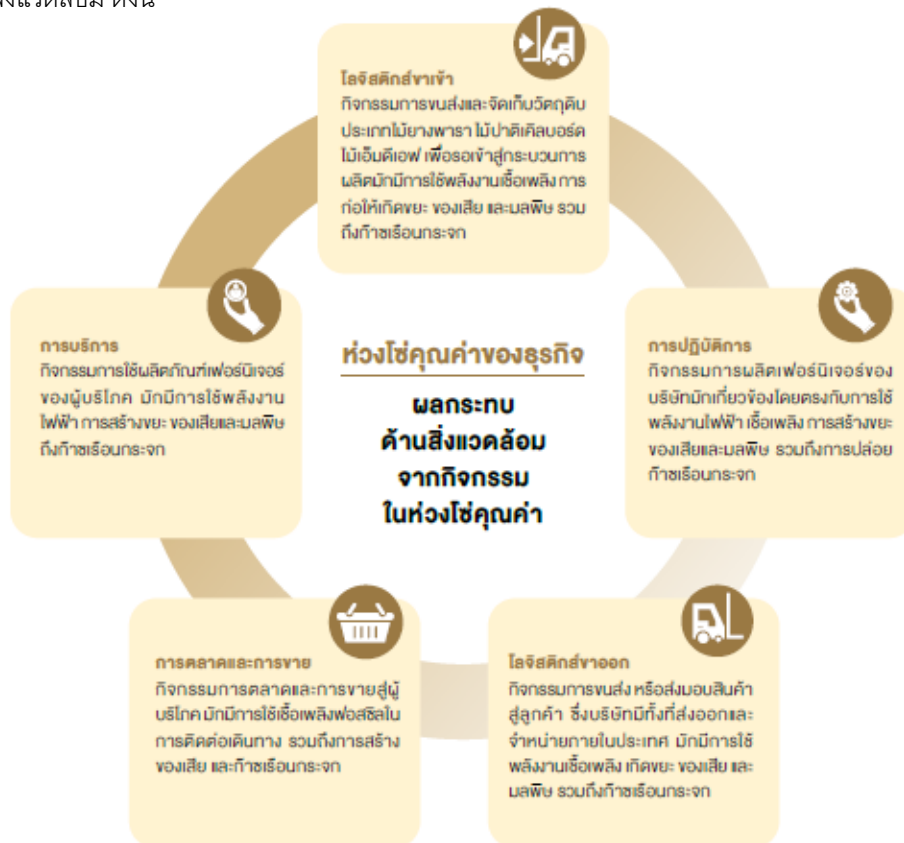 โลจิสติกส์ขาเข้า
กิจกรรมการขนส่งและจัดเก็บวัตถุดิบ
ประเภทไม้ยางพารา ไม้ปาติเคิลบอร์ด
ไม้เอ็มดีเอฟ เพื่อรอเข้าสู่กระบวนการ
ผลิตมักมีการใช้พลังงานเชื้อเพลิง การ
ก่อให้เกิดขยะ ของเสีย และมลพิษ รวม
ถึงก๊าซเรือนกระจก
การบริการ
กิจกรรมการใช้ผลิตภัณฑ์เฟอร์นิเจอร์
ของผู้บริโภค มักมีการใช้พลังงาน
ไฟฟ้า การสร้างขยะ ของเสียและมลพิษ
ถึงก๊าซเรือนกระจก
ห่วงโซ่คุณค่าของธุรกิจ
ผลกระทบ
ด้านสิ่งแวดล้อม
จากกิจกรรม
ในห่วงโซ่คุณค่า
การปฏิบัติการ
กิจกรรมการผลิตเฟอร์นิเจอร์ของ
บริษัทมักเกี่ยวข้องโดยตรงกับการใช้
พลังงานไฟฟ้า เชื้อเพลิง การสร้างขยะ
ของเสียและมลพิษ รวมถึงการปล่อย
ก๊าซเรือนกระจก
การตลาดและการขาย
กิจกรรมการตลาดและการขายสู่ผู้
บริโภค มักมีการใช้เชื้อเพลิงฟอสซิลใน
การติดต่อเดินทาง รวมถึงการสร้าง
ของเสีย และก๊าซเรือนกระจก
โลจิสติกส์ขาออก
กิจกรรมการขนส่ง หรือส่งมอบสินค้า
สู่ลูกค้า ซึ่งบริษัทมีทั้งที่ส่งออกและ
จำหน่ายภายในประเทศ มักมีการใช้
พลังงานเชื้อเพลิง เกิดขยะ ของเสีย และ
มลพิษ รวมถึงก๊าซเรือนกระจก